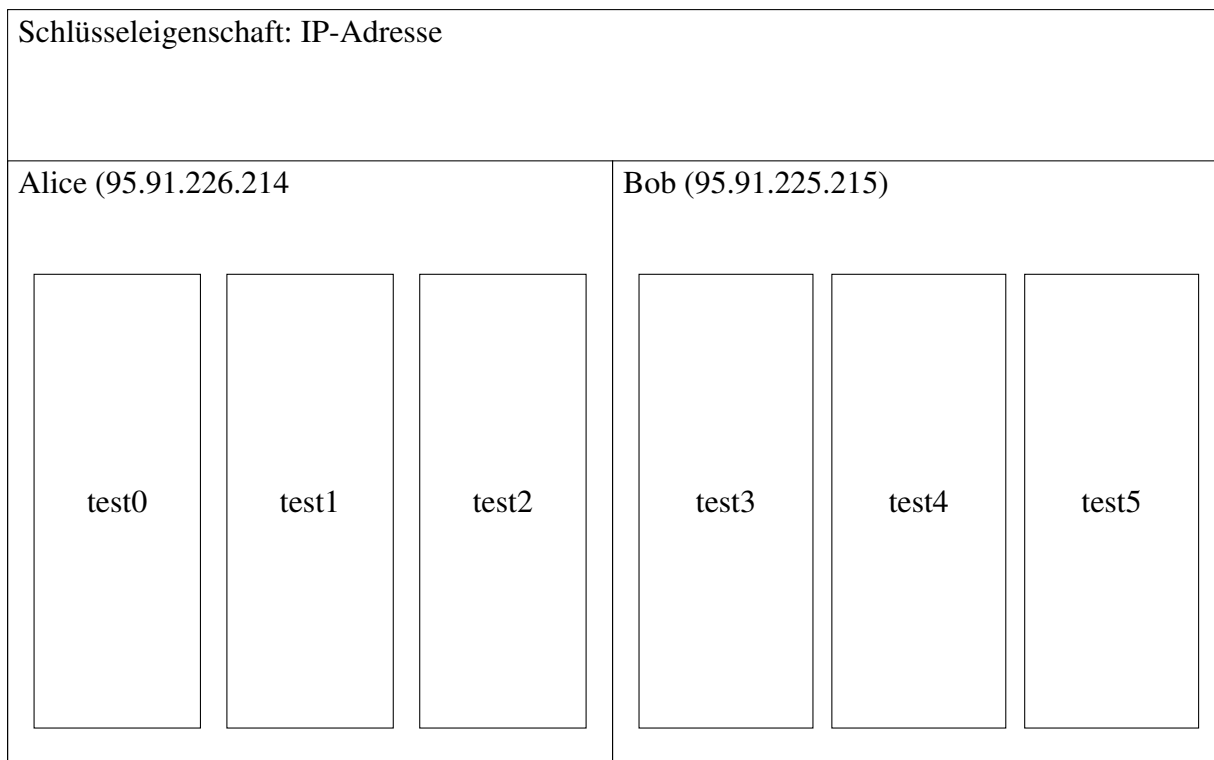 Schlüsseleigenschaft: IP-Adresse
Alice (95.91.226.214
Bob (95.91.225.215)
test0
test1
test2
test3
test4
test5